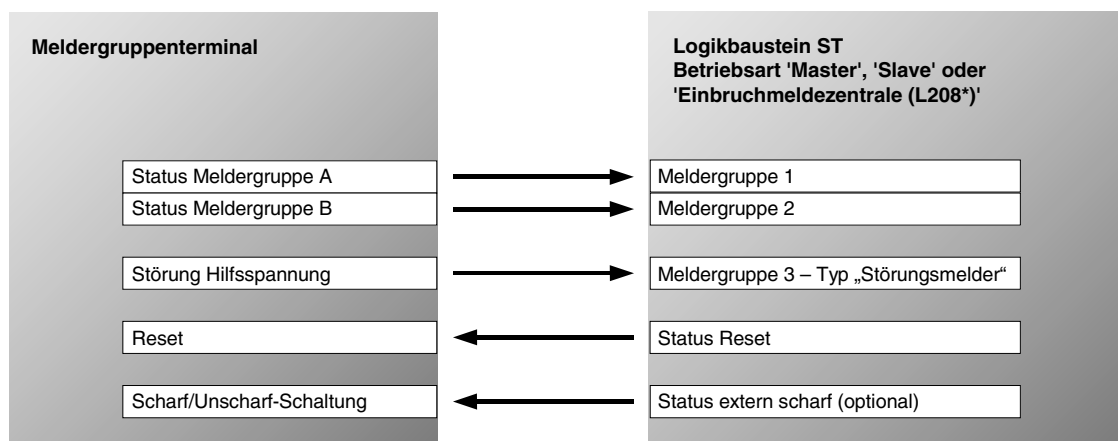 Meldergruppenterminal
Logikbaustein ST
Betriebsart 'Master', 'Slave' oder
'Einbruchmeldezentrale (L208*)'
Status Meldergruppe A
Meldergruppe 1
Status Meldergruppe B
Meldergruppe 2
Störung Hilfsspannung
Meldergruppe 3 – Typ „Störungsmelder“
Reset
Status Reset
Scharf/Unscharf-Schaltung
Status extern scharf (optional)